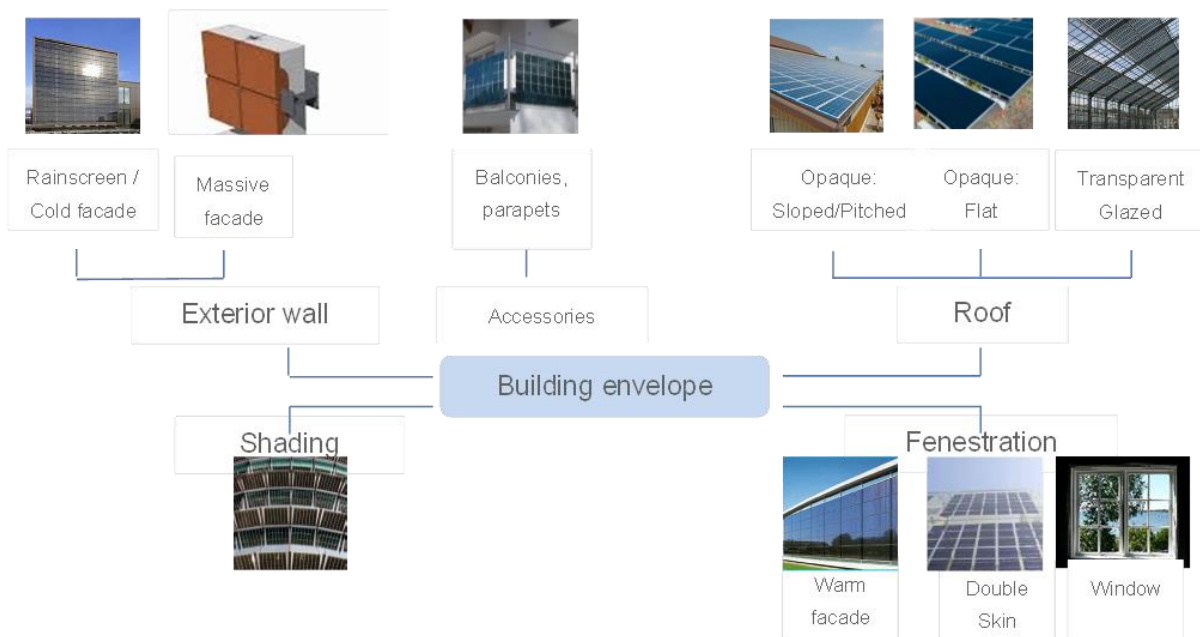 Rainscreen /
Cold facade
Massive
facade
Balconies,
parapets
Opaque:
Sloped/Pitched
Opaque:
Flat
Transparent
Glazed
Exterior wall
Accessories
Roof
Building envelope
Shading
Fenestration
Warm
facade
Double
Skin
Window